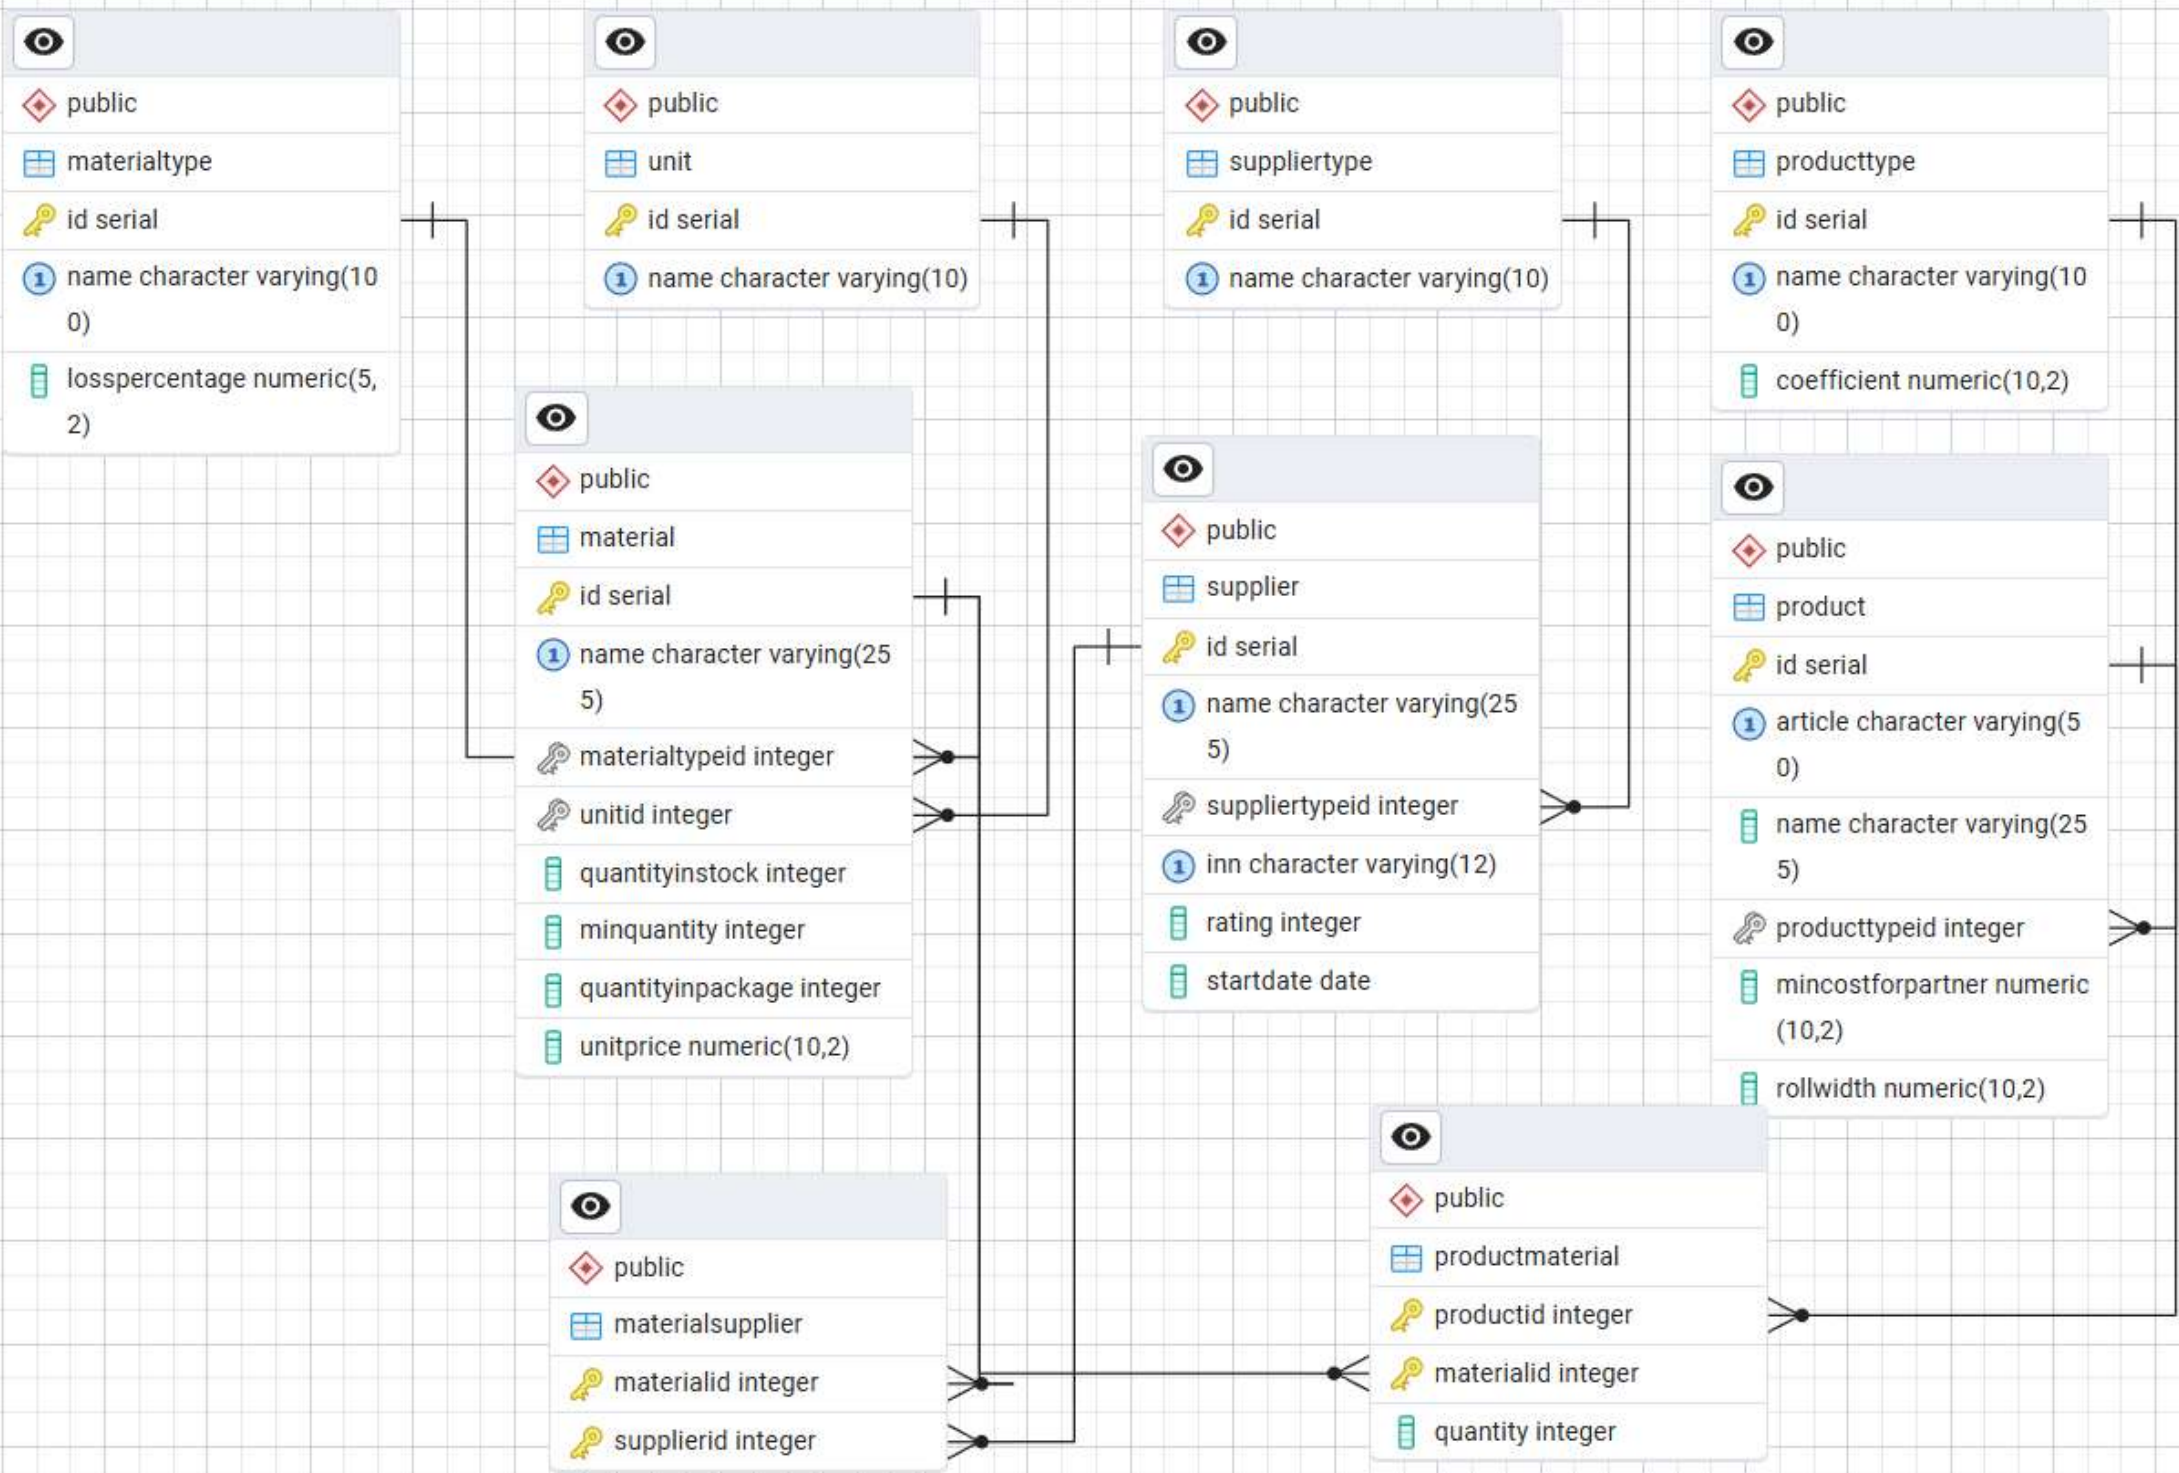 public
materialtype
id serial
name character varying(10
0)
losspercentage numeric(5,
2)
public
unit
id serial
name character varying(10)
public
suppliertype
id serial
name character varying(10)
public
producttype
id serial
name character varying(10
0)
coefficient numeric(10,2)
public
material
id serial
name character varying(25
5)
materialtypeid integer
unitid integer
quantityinstock integer
minquantity integer
quantityinpackage integer
unitprice numeric(10,2)
public
supplier
id serial
name character varying(25
5)
suppliertypeid integer
inn character varying(12)
rating integer
startdate date
public
product
id serial
article character varying(5
0)
name character varying(25
5)
producttypeid integer
mincostforpartner numeric
(10,2)
rollwidth numeric(10,2)
public
materialsupplier
materialid integer
supplierid integer
public
productmaterial
productid integer
materialid integer
quantity integer